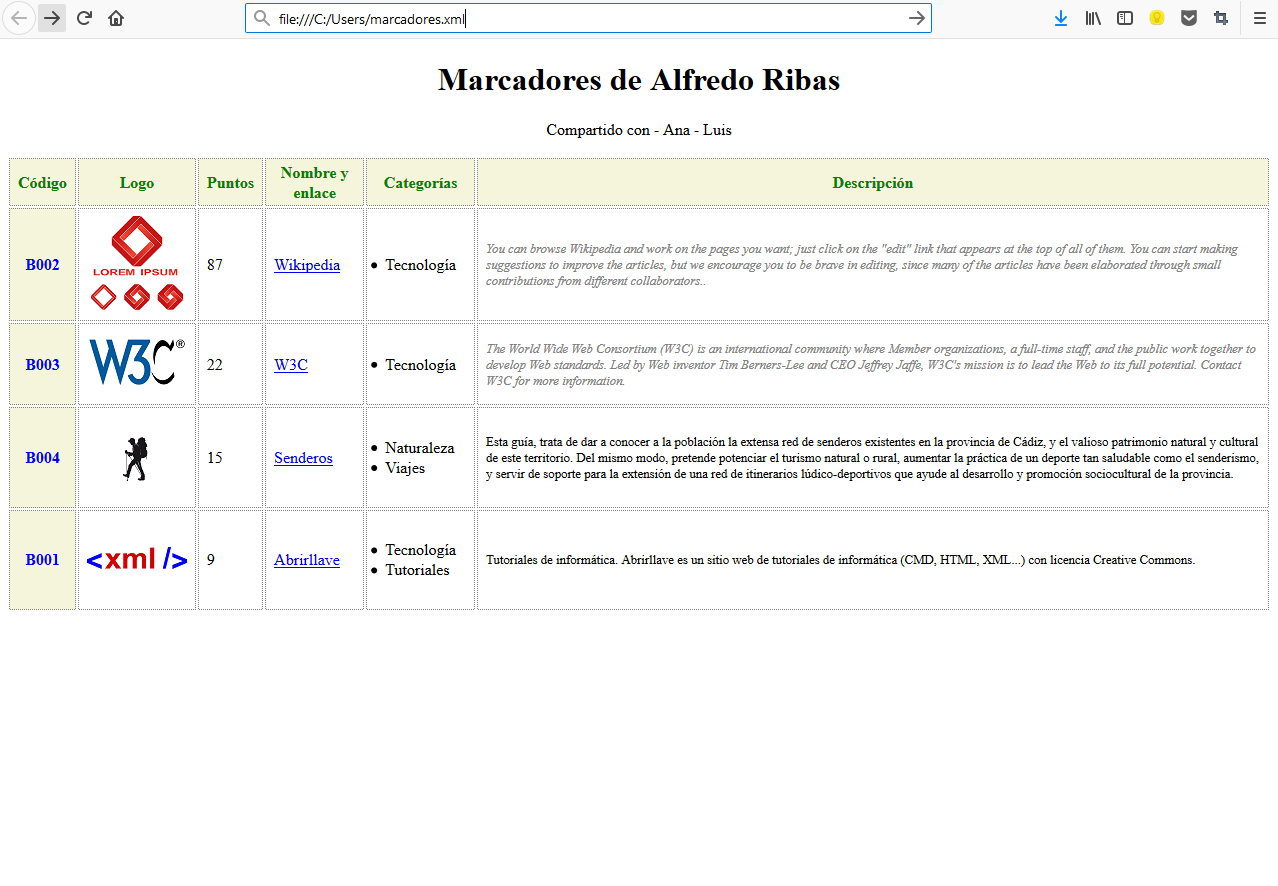 file:///C:/Users/marcadores.xml
Marcadores de Alfredo Ribas
Compartido con - Ana - Luis
Código Logo Puntos Nombre y enlace Categorías Descripción
B002
LOREM IPSUM
87
Wikipedia
Tecnología
You can browse Wikipedia and work on the pages you want; just click on the "edit" link that appears at the top of all of them. You can start making
suggestions to improve the articles, but we encourage you to be brave in editing, since many of the articles have been elaborated through small
contributions from different collaborators..
B003
W3C®
22
W3C
Tecnología
The World Wide Web Consortium (W3C) is an international community where Member organizations, a full-time staff, and the public work together to
develop Web standards. Led by Web inventor Tim Berners-Lee and CEO Jeffrey Jaffe, W3C's mission is to lead the Web to its full potential. Contact
W3C for more information.
B004
15
Senderos
Naturaleza
Viajes
Esta guía, trata de dar a conocer a la población la extensa red de senderos existentes en la provincia de Cádiz, y el valioso patrimonio natural y cultural
de este territorio. Del mismo modo, pretende potenciar el turismo natural o rural, aumentar la práctica de un deporte tan saludable como el senderismo,
y servir de soporte para la extensión de una red de itinerarios lúdico-deportivos que ayude al desarrollo y promoción sociocultural de la provincia.
B001
<xml />
9
Abrirllave
Tecnología
Tutoriales
Tutoriales de informática. Abrirllave es un sitio web de tutoriales de informática (CMD, HTML, XML...) con licencia Creative Commons.